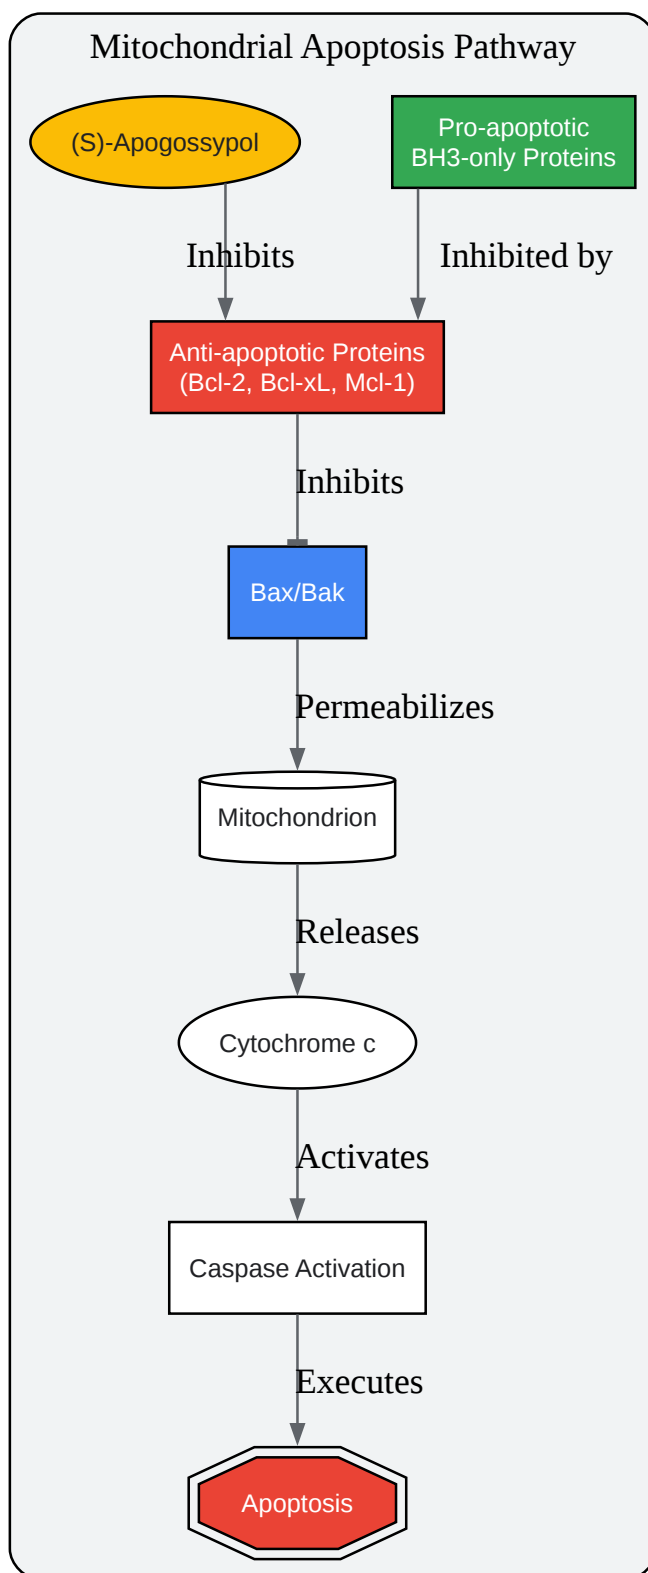 Mitochondrial Apoptosis Pathway
(S)-Apogossypol
Pro-apoptotic
BH3-only Proteins
Inhibits
Inhibited by
Anti-apoptotic Proteins
(Bcl-2, Bcl-xL, Mcl-1)
Inhibits
Bax/Bak
Permeabilizes
Mitochondrion
Releases
Cytochrome c
Activates
Caspase Activation
Executes
Apoptosis